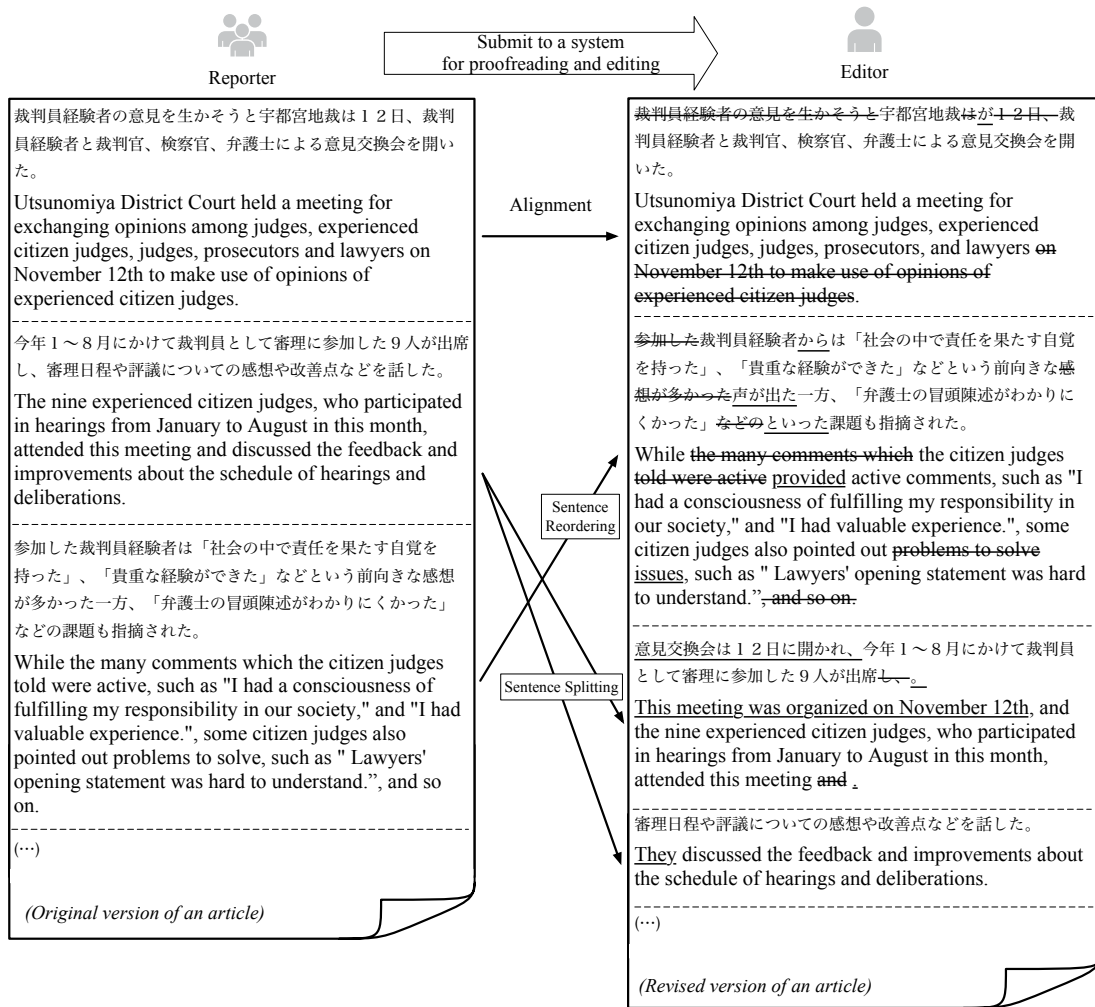 Reporter
Submit to a system
for proofreading and editing
Editor
裁判員経験者の意見を生かそうと宇都宮地裁は１２日、裁判
員経験者と裁判官、検察官、弁護士による意見交換会を開い
た。
Utsunomiya District Court held a meeting for
exchanging opinions among judges, experienced
citizen judges, judges, prosecutors and lawyers on
November 12th to make use of opinions of
experienced citizen judges.
今年１～８月にかけて裁判員として審理に参加した９人が出席
し、審理日程や評議についての感想や改善点などを話した。
The nine experienced citizen judges, who participated
in hearings from January to August in this month,
attended this meeting and discussed the feedback and
improvements about the schedule of hearings and
deliberations.
参加した裁判員経験者は「社会の中で責任を果たす自覚を
持った」、「貴重な経験ができた」などという前向きな感想
が多かった一方、「弁護士の冒頭陳述がわかりにくかった」
などの課題も指摘された。
While the many comments which the citizen judges
told were active, such as "I had a consciousness of
fulfilling my responsibility in our society," and "I had
valuable experience.", some citizen judges also
pointed out problems to solve, such as " Lawyers'
opening statement was hard to understand.”, and so
on.
(…)
(Original version of an article)
Alignment
Sentence
Reordering
Sentence Splitting
裁判員経験者の意見を生かそうと宇都宮地裁はが１２日、裁
判員経験者と裁判官、検察官、弁護士による意見交換会を開
いた。
Utsunomiya District Court held a meeting for
exchanging opinions among judges, experienced
citizen judges, judges, prosecutors, and lawyers on
November 12th to make use of opinions of
experienced citizen judges.
参加した裁判員経験者からは「社会の中で責任を果たす自覚
を持った」、「貴重な経験ができた」などという前向きな感
想が多かった声が出た一方、「弁護士の冒頭陳述がわかりに
くかった」などのといった課題も指摘された。
While the many comments which the citizen judges
told were active provided active comments, such as "I
had a consciousness of fulfilling my responsibility in
our society," and "I had valuable experience.", some
citizen judges also pointed out problems to solve
issues, such as " Lawyers' opening statement was hard
to understand.”, and so on.
意見交換会は１２日に開かれ、今年１～８月にかけて裁判員
として審理に参加した９人が出席し、。
This meeting was organized on November 12th, and
the nine experienced citizen judges, who participated
in hearings from January to August in this month,
attended this meeting and .
審理日程や評議についての感想や改善点などを話した。
They discussed the feedback and improvements about
the schedule of hearings and deliberations.
(…)
(Revised version of an article)